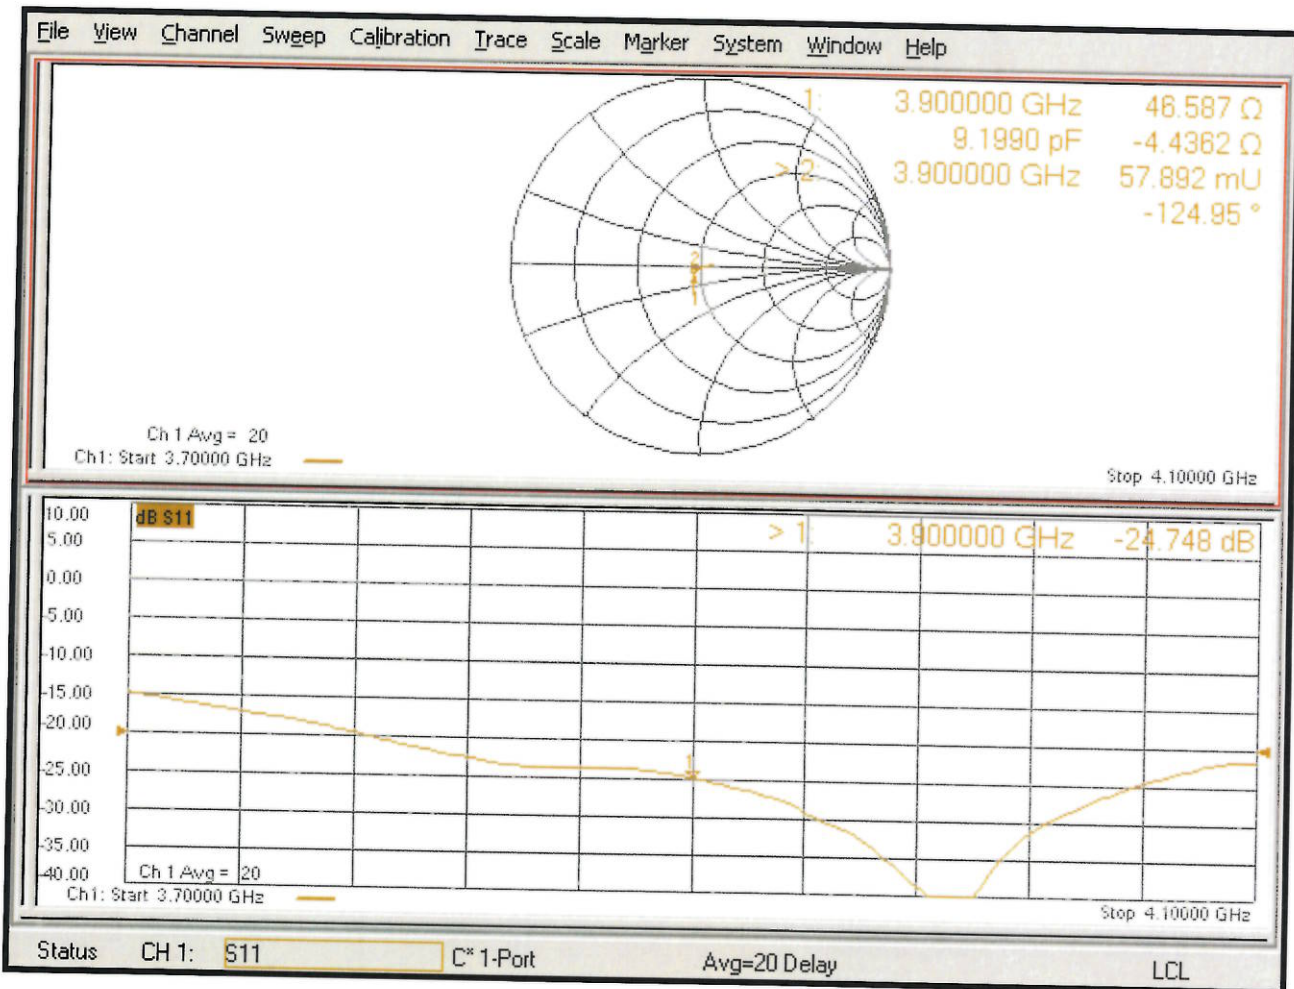 File View Channel Sweep Calibration Trace Scale Marker System Window Help
1: 3.900000 GHz 46.587 Ω
9.1990 pF -4.4362 Ω
> 2: 3.900000 GHz 57.892 mU
-124.95 °
2
1
Ch 1 Avg = 20
Ch1: Start 3.70000 GHz
Stop 4.10000 GHz
10.00
dB S11
> 1: 3.900000 GHz -24.748 dB
5.00
0.00
-5.00
-10.00
-15.00
-20.00
1
-25.00
-30.00
-35.00
-40.00
Ch 1 Avg = 20
Ch1: Start 3.70000 GHz
Stop 4.10000 GHz
Status CH 1: S11 C* 1-Port Avg=20 Delay LCL